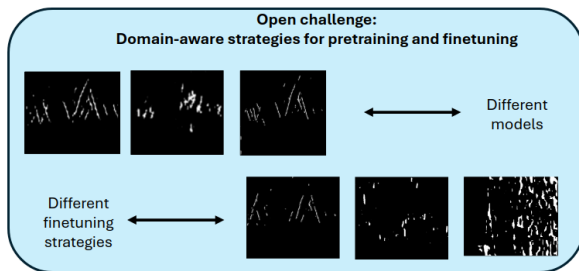 Open challenge:
Domain-aware strategies for pretraining and finetuning
Different
models
Different
finetuning
strategies